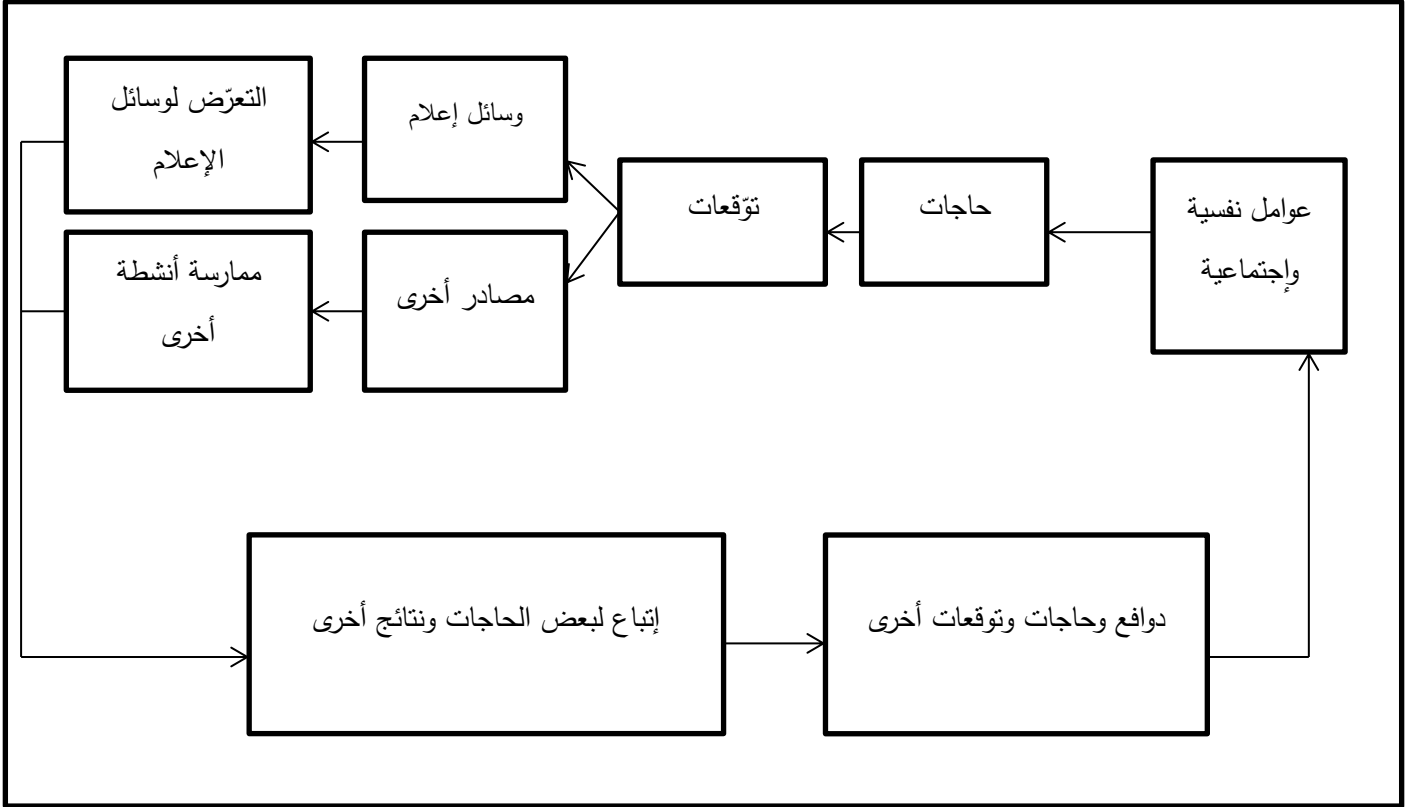 عوامل نفسية
وإجتماعية
حاجات
توّقعات
وسائل إعلام
التعرّض لوسائل
الإعلام
مصادر أخرى
ممارسة أنشطة
أخرى
إتباع لبعض الحاجات ونتائج أخرى
دوافع وحاجات وتوقعات أخرى